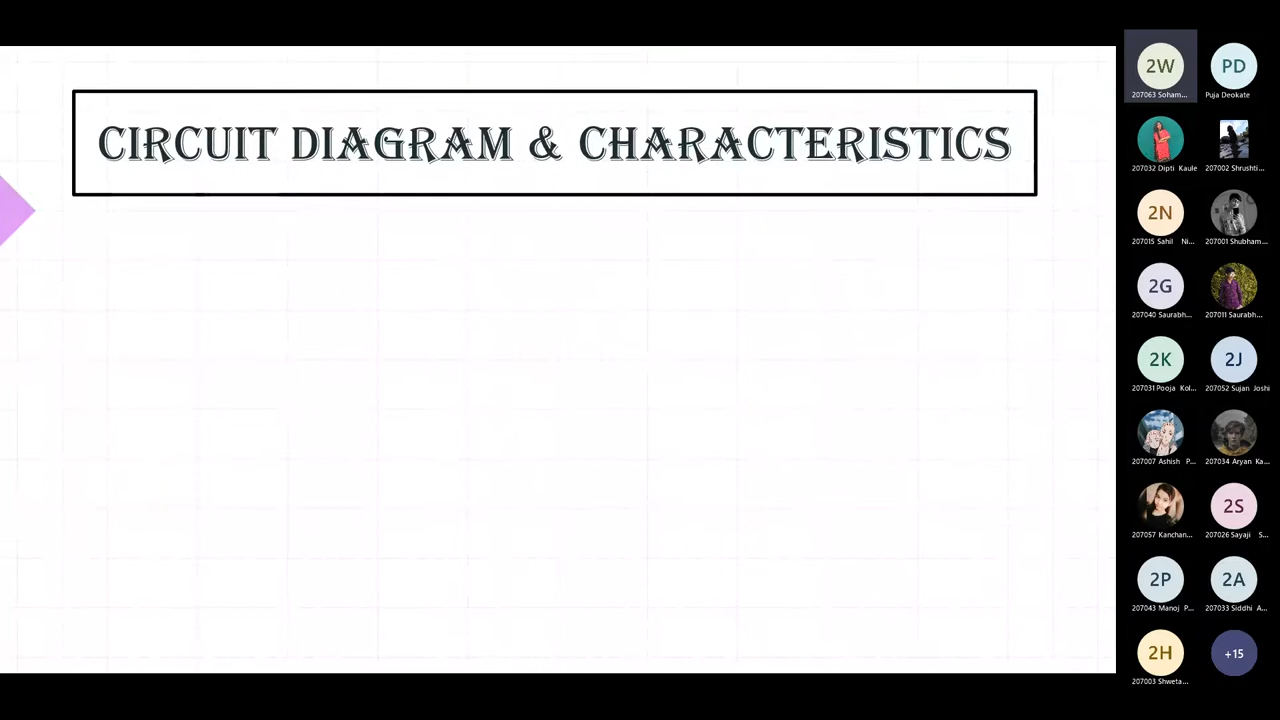 CIRCUIT DIAGRAM & CHARACTERISTICS
2W
PD
207063 Soham...
Puja Deokate
207032 Dipti Kaule
207002 Shrushti...
2N
207015 Sahil Ni...
207001 Shubham...
2G
207040 Saurabh...
207011 Saurabh...
2K
2J
207031 Pooja Kol...
207052 Sujan Joshi
207007 Ashish P...
207034 Aryan Ka...
2S
207057 Kanchan...
207026 Sayaji S...
2P
2A
207043 Manoj P...
207033 Siddhi A...
2H
+15
207003 Shweta...